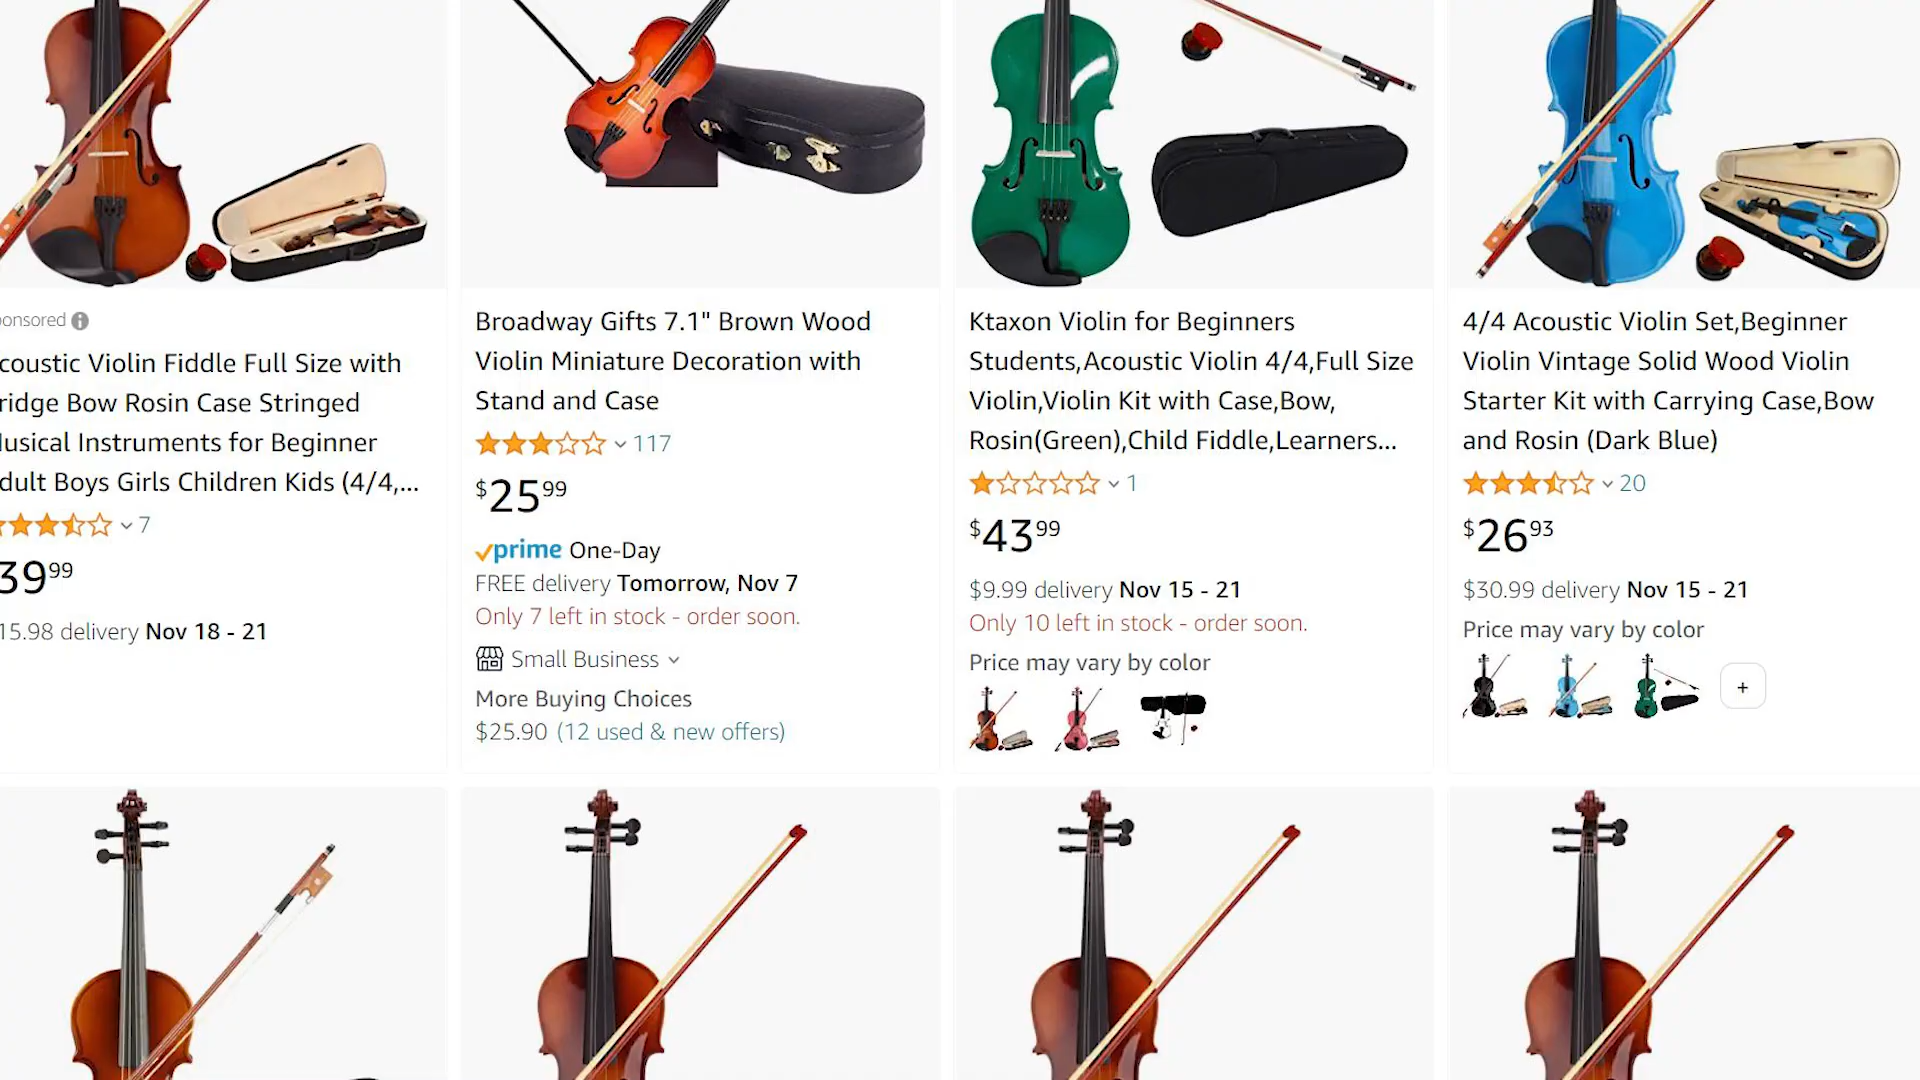 ponsored
coustic Violin Fiddle Full Size with
ridge Bow Rosin Case Stringed
usical Instruments for Beginner
dult Boys Girls Children Kids (4/4,...
7
39 99
15.98 delivery Nov 18 - 21
Broadway Gifts 7.1" Brown Wood
Violin Miniature Decoration with
Stand and Case
117
$25 99
prime One-Day
FREE delivery Tomorrow, Nov 7
Only 7 left in stock - order soon.
Small Business
More Buying Choices
$25.90 (12 used & new offers)
Ktaxon Violin for Beginners
Students,Acoustic Violin 4/4,Full Size
Violin,Violin Kit with Case,Bow,
Rosin(Green),Child Fiddle,Learners...
1
$43 99
$9.99 delivery Nov 15 - 21
Only 10 left in stock - order soon.
Price may vary by color
4/4 Acoustic Violin Set,Beginner
Violin Vintage Solid Wood Violin
Starter Kit with Carrying Case,Bow
and Rosin (Dark Blue)
20
$26 93
$30.99 delivery Nov 15 - 21
Price may vary by color
+